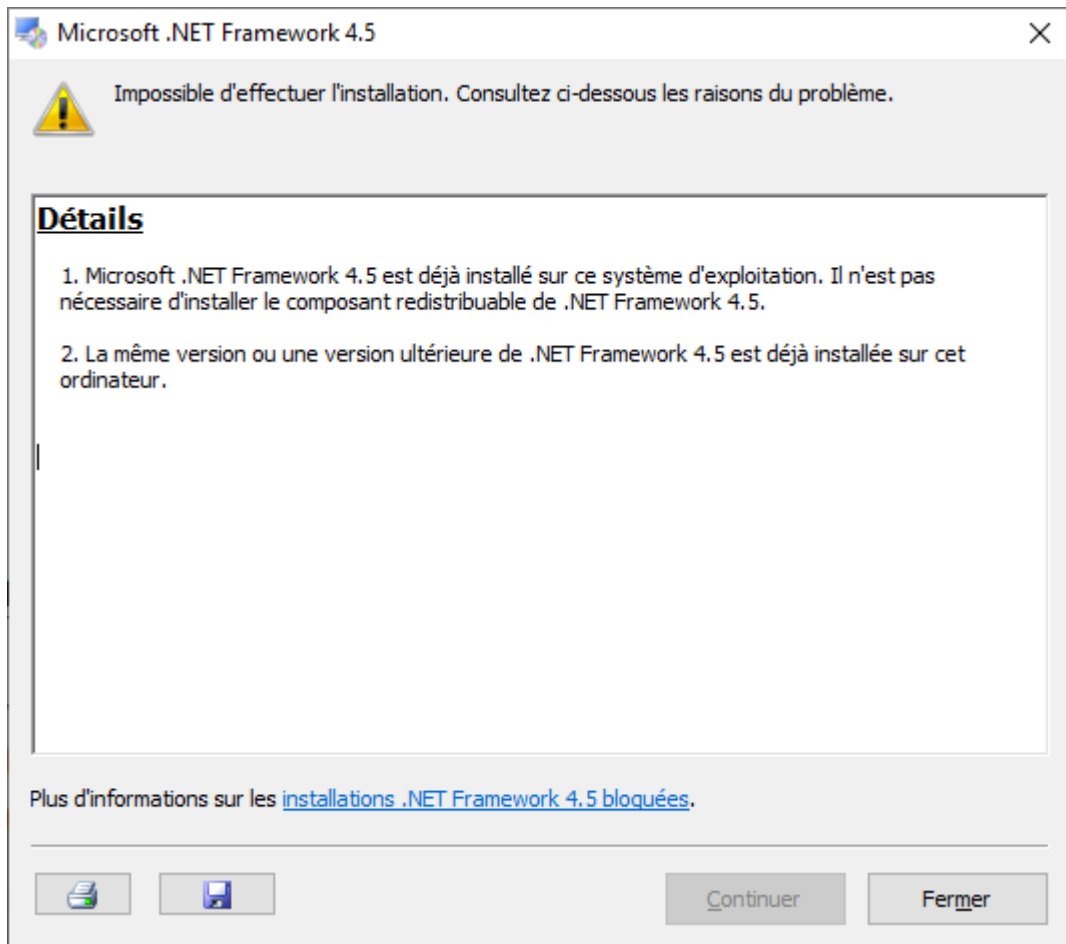 Microsoft .NET Framework 4.5
Impossible d'effectuer l'installation. Consultez ci-dessous les raisons du problème.
Détails
1. Microsoft .NET Framework 4.5 est déjà installé sur ce système d'exploitation. Il n'est pas
nécessaire d'installer le composant redistribuable de .NET Framework 4.5.
2. La même version ou une version ultérieure de .NET Framework 4.5 est déjà installée sur cet
ordinateur.
Plus d'informations sur les installations .NET Framework 4.5 bloquées.
Continuer
Fermer